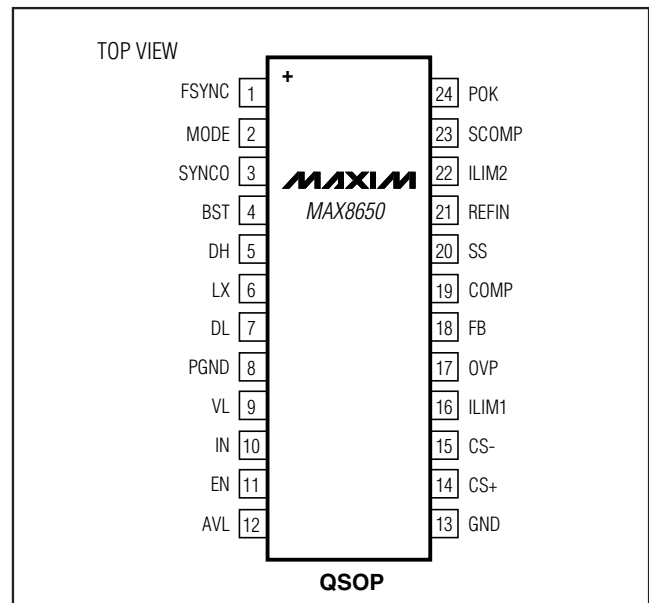 TOP VIEW
+
FSYNC 1
MODE 2
SYNCO 3
BST 4
DH 5
LX 6
DL 7
PGND 8
VL 9
IN 10
EN 11
AVL 12
MAXIM
MAX8650
24 POK
23 SCOMP
22 ILIM2
21 REFIN
20 SS
19 COMP
18 FB
17 OVP
16 ILIM1
15 CS-
14 CS+
13 GND
QSOP